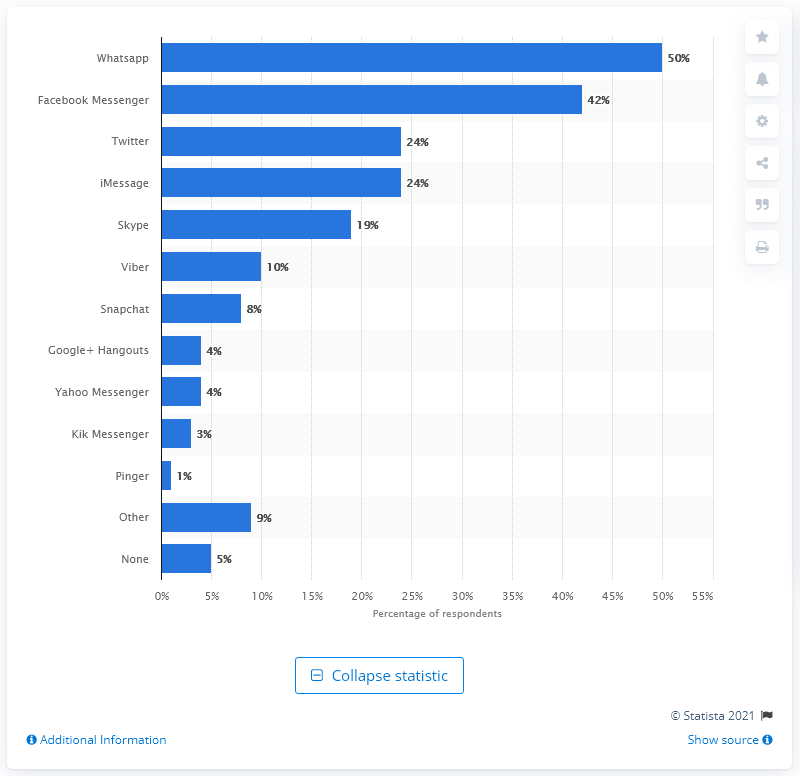 Whatsapp 50%
Facebook Messenger 42%
Twitter 24%
iMessage 24%
Skype 19%
Viber 10%
Snapchat 8%
Google+ Hangouts 4%
Yahoo Messenger 4%
Kik Messenger 3%
Pinger 1%
Other 9%
None 5%
0% 5% 10% 15% 20% 25% 30% 35% 40% 45% 50% 55%
Percentage of respondents
Collapse statistic
© Statista 2021
Additional Information Show source